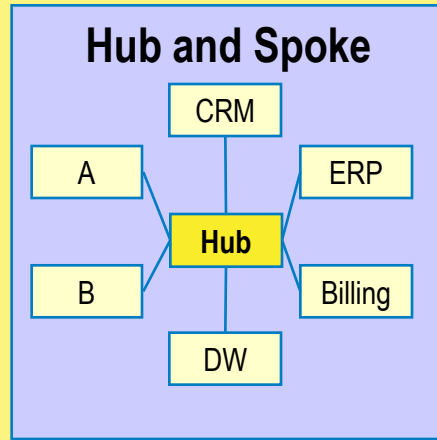 Hub and Spoke
CRM
A
ERP
Hub
B
Billing
DW